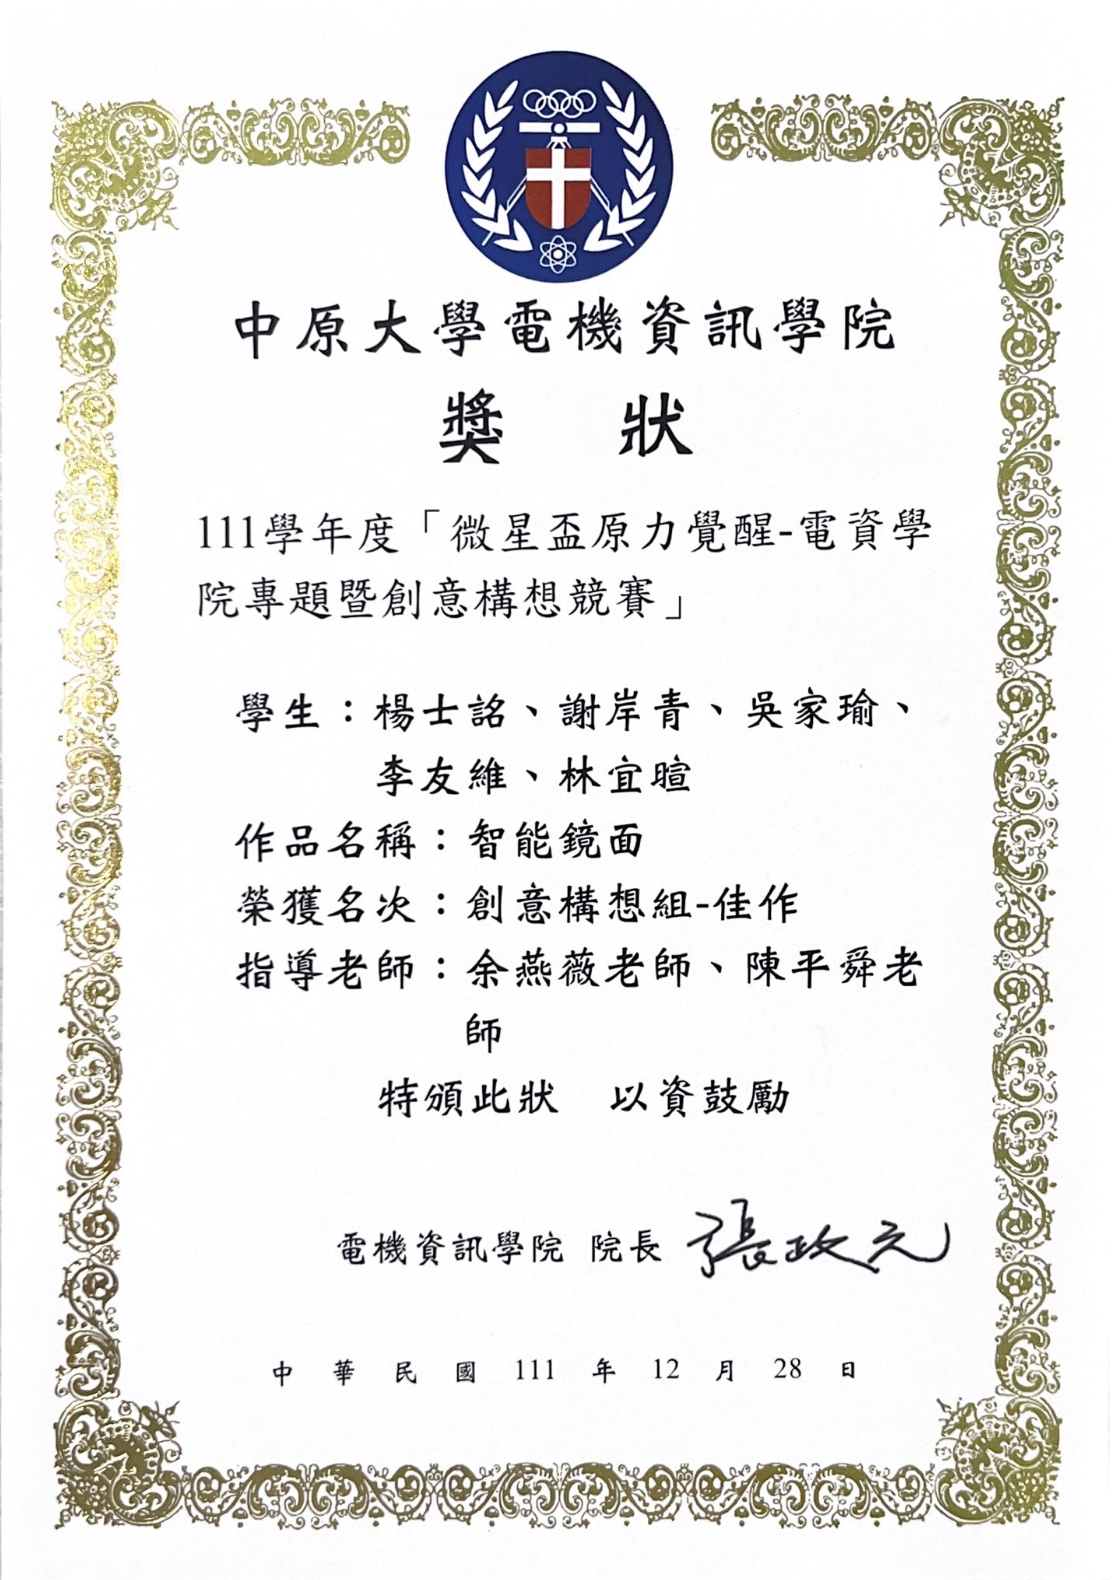 中原大學電機資訊學院
獎 狀
111學年度「微星盃原力覺醒-電資學
院專題暨創意構想競賽」
學生：楊士詺、謝岸青、吳家瑜、
李友維、林宜暄
作品名稱：智能鏡面
榮獲名次：創意構想組-佳作
指導老師：余燕薇老師、陳平舜老
師
特頒此狀 以資鼓勵
電機資訊學院 院長 張政元
中 華 民 國 111 年 12 月 28 日